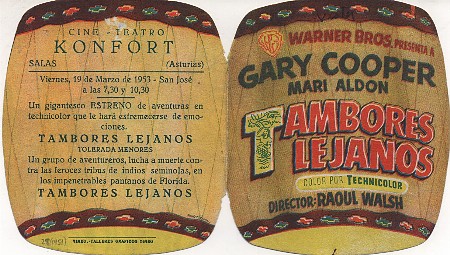 CINE - TEATRO
KONFORT
SALAS (Asturias)
Viernes, 19 de Marzo de 1953 - San José
a las 7,30 y 10,30
Un gigantesco ESTRENO de aventuras en
technicolor que le hará estremecerse de emo-
ciones.
TAMBORES LEJANOS
TOLERADA MENORES
Un grupo de aventureros, lucha a muerte con-
tra las feroces tribus de indios seminolas, en
los impenetrables pantanos de Florida.
TAMBORES LEJANOS
TALLERES GRAFICOS
WB
WARNER BROS. PRESENTA A
GARY COOPER
MARI ALDON
TAMBORES
LEJANOS
COLOR POR TECHNICOLOR
DIRECTOR: RAOUL WALSH